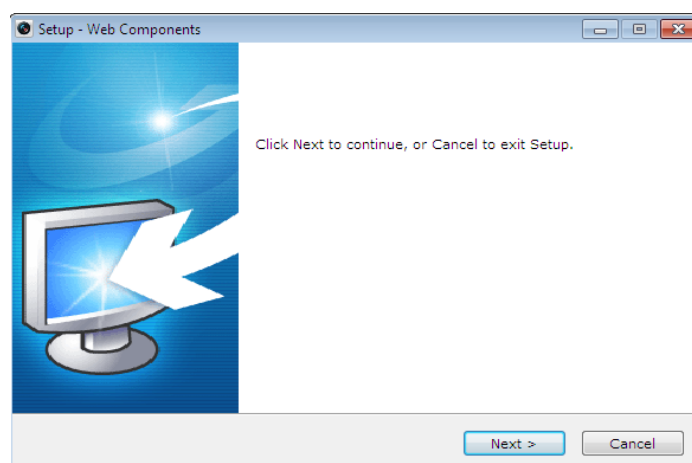 Setup - Web Components
Click Next to continue, or Cancel to exit Setup.
Next >
Cancel